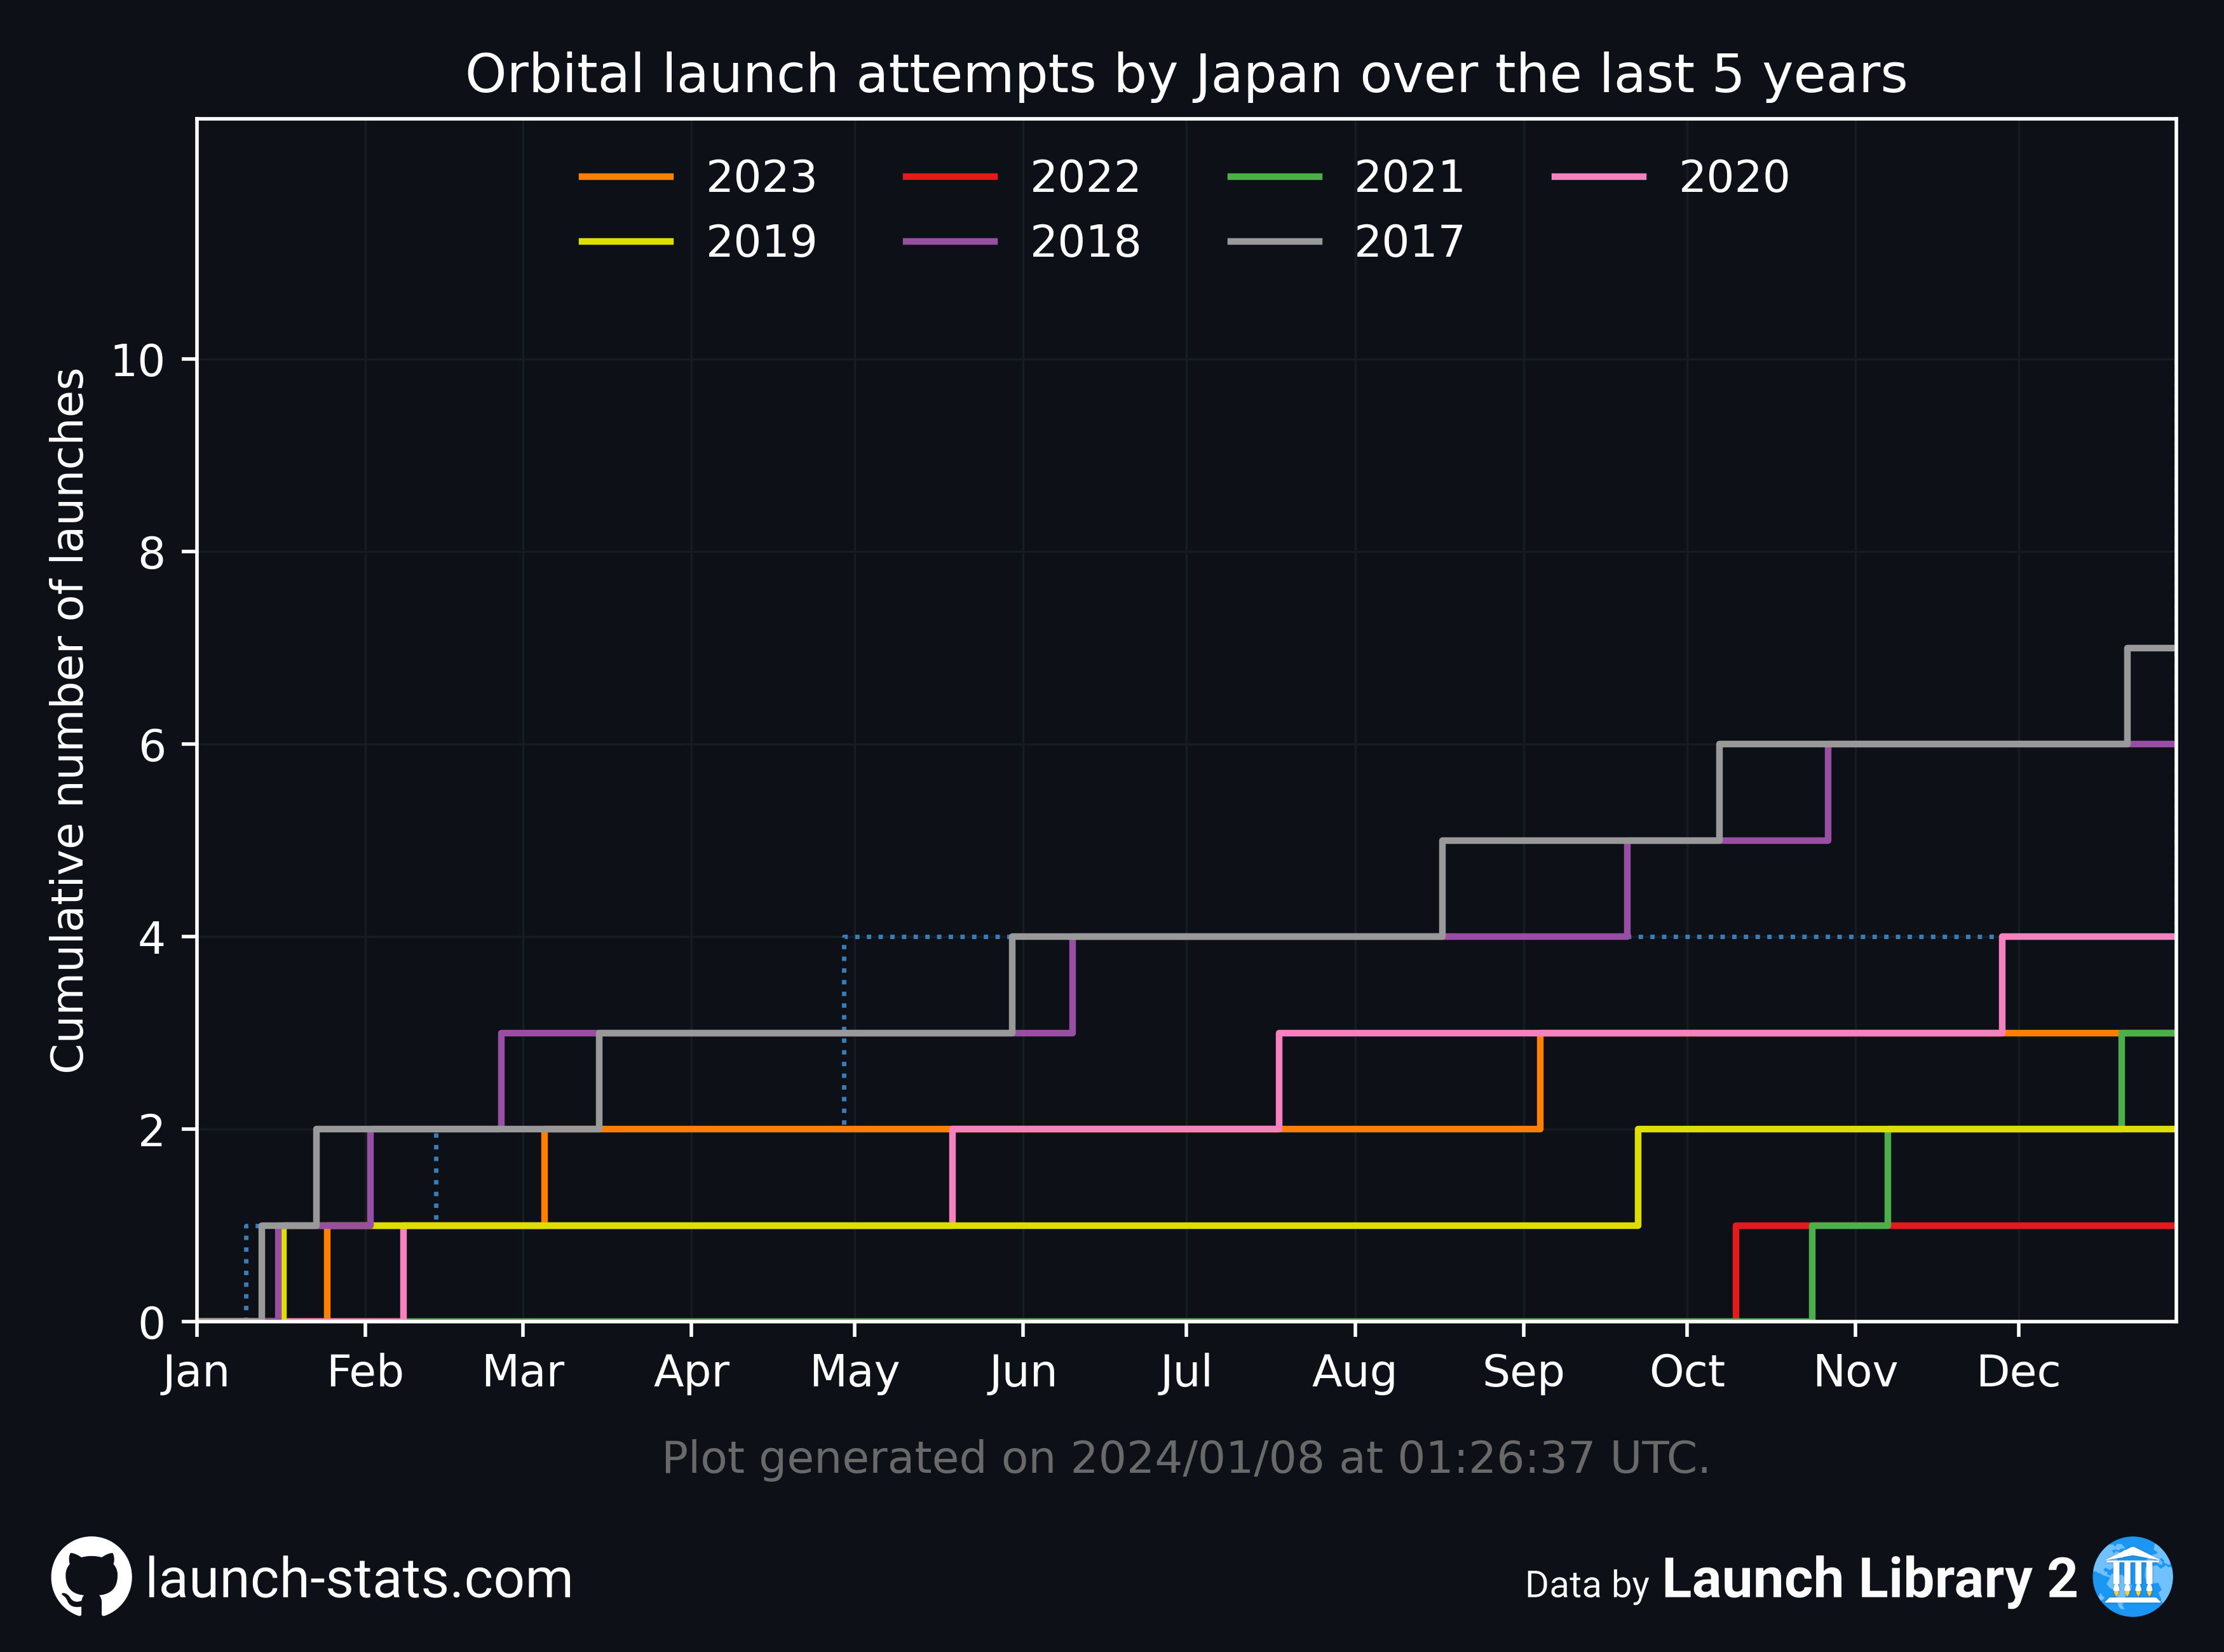 Orbital launch attempts by Japan over the last 5 years
2023 2022 2021 2020
2019 2018 2017
Cumulative number of launches
10
8
6
4
2
0
Jan Feb Mar Apr May Jun Jul Aug Sep Oct Nov Dec
Plot generated on 2024/01/08 at 01:26:37 UTC.
launch-stats.com
Data by Launch Library 2